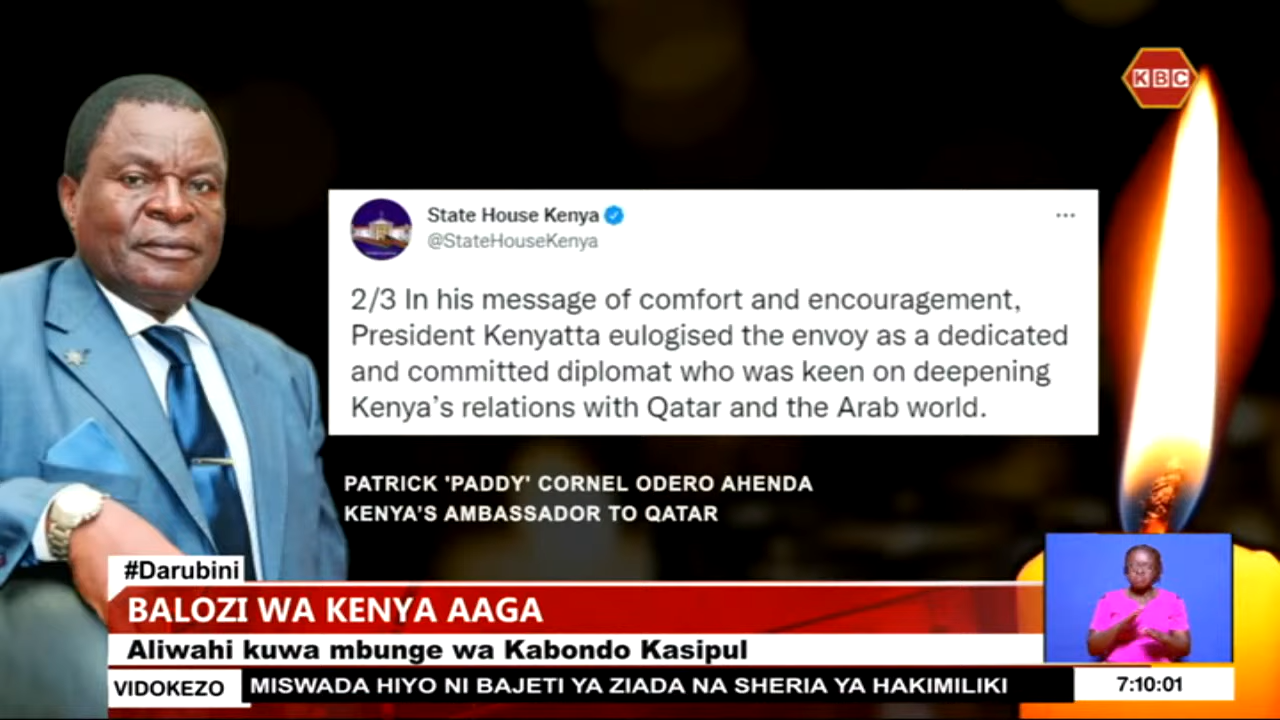 KBC
State House Kenya
@StateHouseKenya
2/3 In his message of comfort and encouragement,
President Kenyatta eulogised the envoy as a dedicated
and committed diplomat who was keen on deepening
Kenya's relations with Qatar and the Arab world.
PATRICK 'PADDY' CORNEL ODERO AHENDA
KENYA'S AMBASSADOR TO QATAR
#Darubini
BALOZI WA KENYA AAGA
Aliwahi kuwa mbunge wa Kabondo Kasipul
VIDOKEZO MISWADA HIYO NI BAJETI YA ZIADA NA SHERIA YA HAKIMILIKI 7:10:01